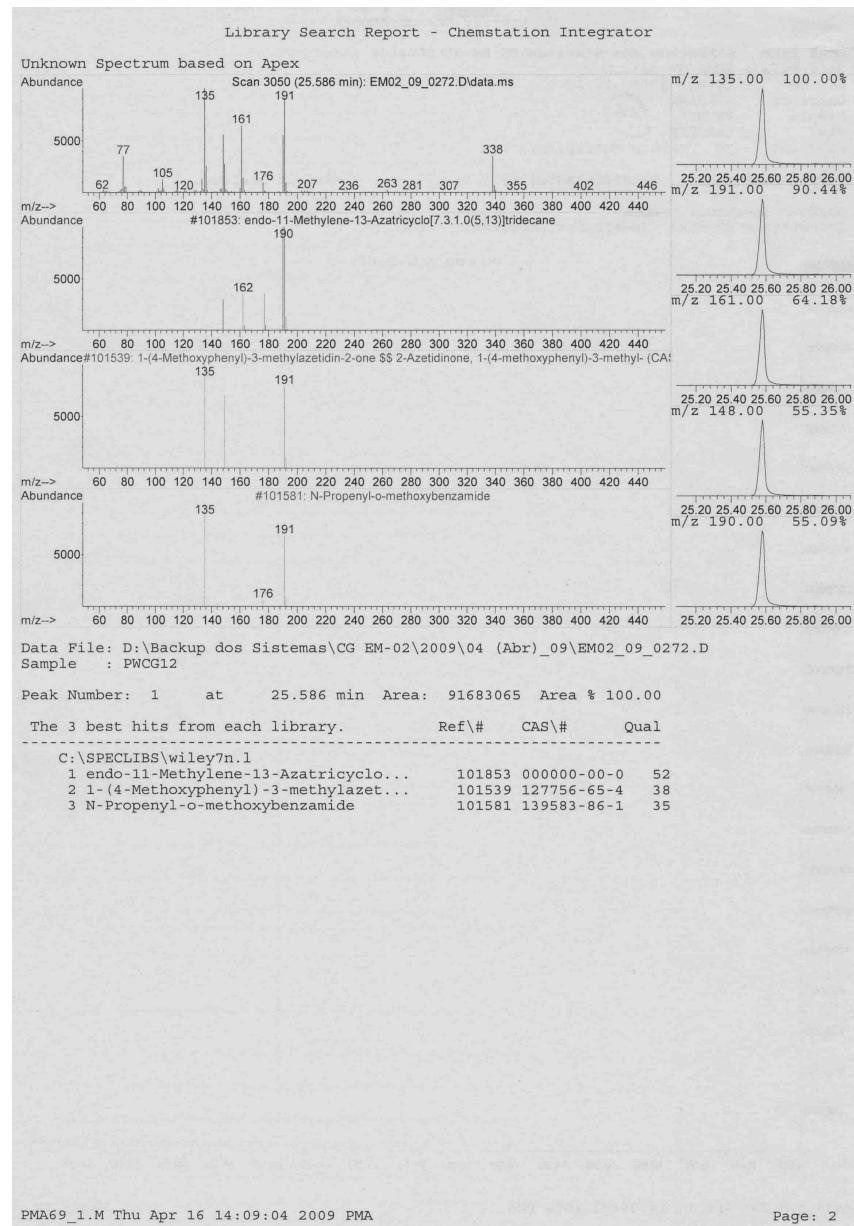 Library Search Report - Chemstation Integrator
Unknown Spectrum based on Apex
Abundance
Scan 3050 (25.586 min): EM02_09_0272.D\data.ms
135 191
161
5000
77 338
105 176
62 120 207 236 263 281 307 355 402 446
m/z--> 60 80 100 120 140 160 180 200 220 240 260 280 300 320 340 360 380 400 420 440
m/z 135.00 100.00%
25.20 25.40 25.60 25.80 26.00
Abundance
#101853: endo-11-Methylene-13-Azatricyclo[7.3.1.0(5,13)]tridecane
190
5000
162
m/z--> 60 80 100 120 140 160 180 200 220 240 260 280 300 320 340 360 380 400 420 440
m/z 191.00 90.44%
25.20 25.40 25.60 25.80 26.00
Abundance
#101539: 1-(4-Methoxyphenyl)-3-methylazetidin-2-one $$ 2-Azetidinone, 1-(4-methoxyphenyl)-3-methyl- (CAS
135 191
5000
m/z--> 60 80 100 120 140 160 180 200 220 240 260 280 300 320 340 360 380 400 420 440
m/z 161.00 64.18%
25.20 25.40 25.60 25.80 26.00
Abundance
#101581: N-Propenyl-o-methoxybenzamide
135
191
5000
176
m/z--> 60 80 100 120 140 160 180 200 220 240 260 280 300 320 340 360 380 400 420 440
m/z 148.00 55.35%
25.20 25.40 25.60 25.80 26.00
m/z 190.00 55.09%
25.20 25.40 25.60 25.80 26.00
Data File: D:\Backup dos Sistemas\CG EM-02\2009\04 (Abr)_09\EM02_09_0272.D
Sample : PWCG12
Peak Number: 1 at 25.586 min Area: 91683065 Area % 100.00
The 3 best hits from each library. Ref\# CAS\# Qual
--------------------------------------------------------------------
C:\SPECLIBS\wiley7n.l
1 endo-11-Methylene-13-Azatricyclo... 101853 000000-00-0 52
2 1-(4-Methoxyphenyl)-3-methylazet... 101539 127756-65-4 38
3 N-Propenyl-o-methoxybenzamide 101581 139583-86-1 35
PMA69_1.M Thu Apr 16 14:09:04 2009 PMA Page: 2